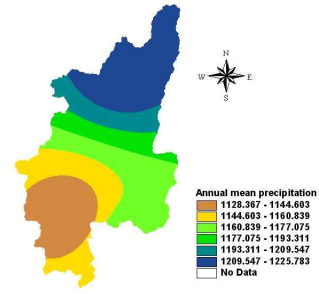 N
W E
S
Annual mean precipitation
1128.367 - 1144.603
1144.603 - 1160.839
1160.839 - 1177.075
1177.075 - 1193.311
1193.311 - 1209.547
1209.547 - 1225.783
No Data